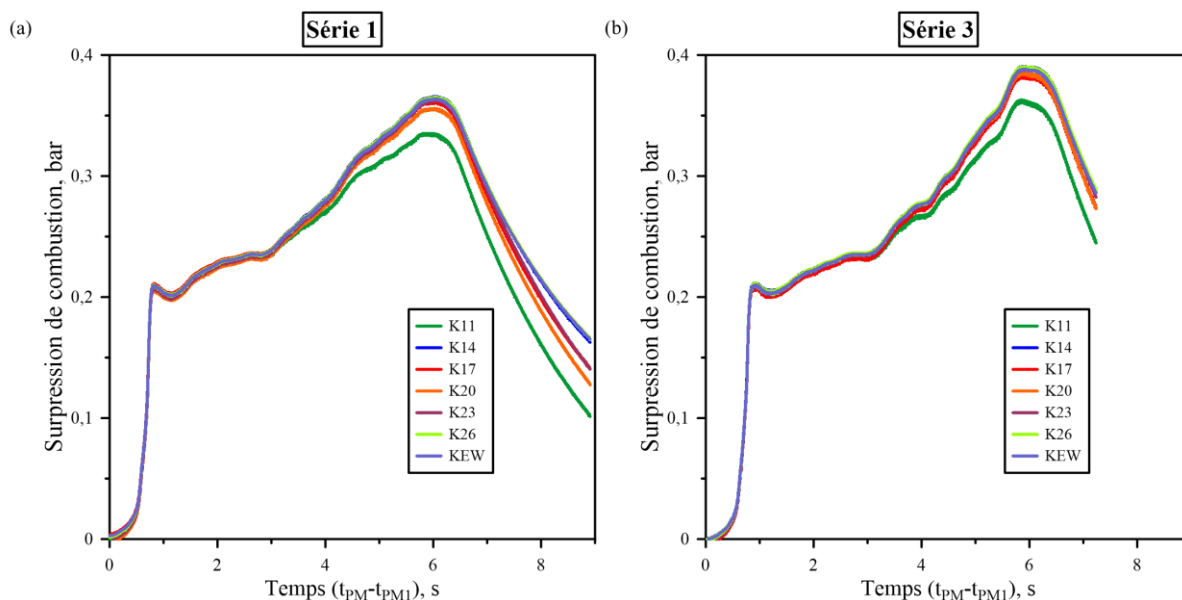 (a)
Série 1
0,4
0,3
0,2
0,1
0
Surpression de combustion, bar
K11
K14
K17
K20
K23
K26
KEW
0 2 4 6 8
Temps (tPM-tPM1), s
(b)
Série 3
0,4
0,3
0,2
0,1
0
Surpression de combustion, bar
K11
K14
K17
K20
K23
K26
KEW
0 2 4 6 8
Temps (tPM-tPM1), s